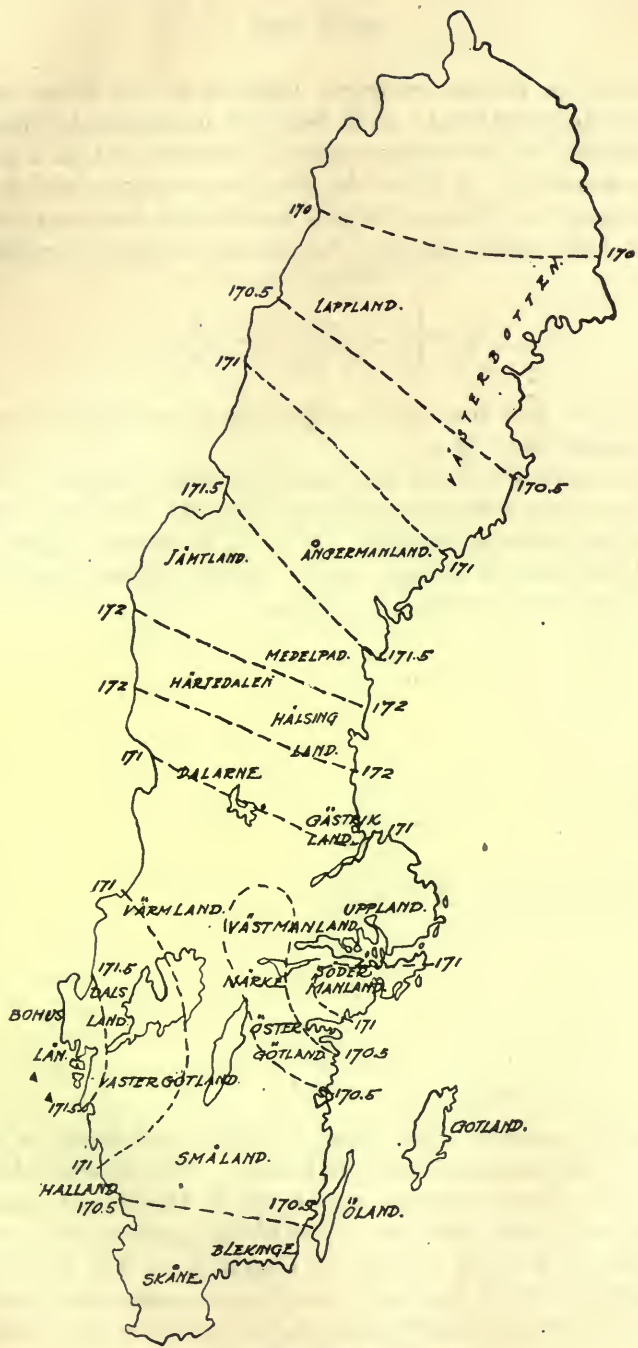 170
170
170.5
LAPPLAND.
VÄSTERBOTTEN.
171
170.5
171.5
JÄMTLAND.
ÅNGERMANLAND.
171
172
MEDELPAD.
171.5
HÄRJEDALEN
172
172
HÄLSING
LAND.
172
171
DALARNE
GÄSTRIK
LAND.
171
171
VÄRMLAND.
VÄSTMANLAND.
UPPLAND.
171
171.5
DALS
LAND
NÄRKE
SÖDER
MANLAND.
BOHUS
LÄN.
ÖSTER
GÖTLAND
171
170.5
VÄSTERGÖTLAND.
171.5
170.5
GOTLAND.
171
SMÅLAND.
HALLAND.
170.5
170.5
ÖLAND.
BLEKINGE
SKÅNE